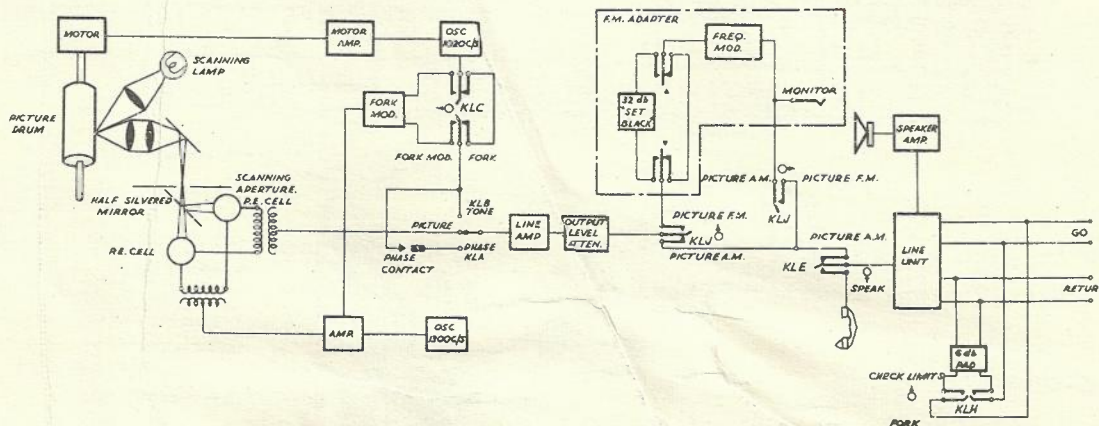 MOTOR
SCANNING
LAMP
PICTURE
DRUM
MOTOR
AMP.
OSC
1020C/S
FORK
MOD.
KLC
FORK MOD.
FORK
HALF SILVERED
MIRROR
SCANNING
APERTURE.
P.E. CELL
P.E. CELL
KLB
TONE
PICTURE
PHASE
KLA
PHASE
CONTACT
AMP.
OSC
1300C/S
LINE
AMP
OUTPUT
LEVEL
ATTEN.
F.M. ADAPTER
FREQ.
MOD.
32 db
SET
BLACK
MONITOR
PICTURE A.M.
PICTURE F.M.
KLJ
PICTURE F.M.
KLJ
PICTURE A.M.
PICTURE A.M.
KLE
SPEAK
SPEAKER
AMP.
LINE
UNIT
GO
RETUR
6 db
PAD
CHECK LIMITS
KLH
FORK